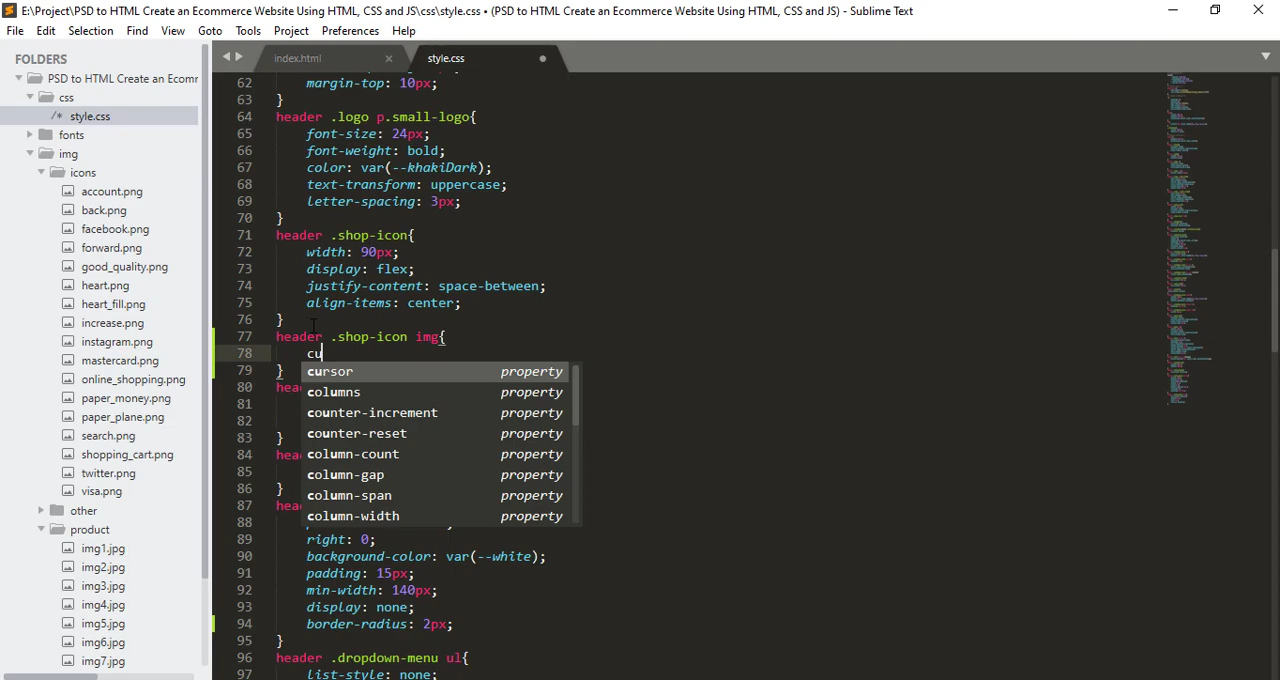 E:\Project\PSD to HTML Create an Ecommerce Website Using HTML, CSS and JS\css\style.css • (PSD to HTML Create an Ecommerce Website Using HTML, CSS and JS) - Sublime Text
File Edit Selection Find View Goto Tools Project Preferences Help
FOLDERS
PSD to HTML Create an Ecomm
css
/* style.css
fonts
img
icons
account.png
back.png
facebook.png
forward.png
good_quality.png
heart.png
heart_fill.png
increase.png
instagram.png
mastercard.png
online_shopping.png
paper_money.png
paper_plane.png
search.png
shopping_cart.png
twitter.png
visa.png
other
product
img1.jpg
img2.jpg
img3.jpg
img4.jpg
img5.jpg
img6.jpg
img7.jpg
index.html
style.css
62 margin-top: 10px;
63 }
64 header .logo p.small-logo{
65 font-size: 24px;
66 font-weight: bold;
67 color: var(--khakiDark);
68 text-transform: uppercase;
69 letter-spacing: 3px;
70 }
71 header .shop-icon{
72 width: 90px;
73 display: flex;
74 justify-content: space-between;
75 align-items: center;
76 }
77 header .shop-icon img{
78 cu
79 }
80 hea
81
82
83 }
84 hea
85
86 }
87 hea
88
89 right: 0;
90 background-color: var(--white);
91 padding: 15px;
92 min-width: 140px;
93 display: none;
94 border-radius: 2px;
95 }
96 header .dropdown-menu ul{
97 list-style: none;
cursor property
columns property
counter-increment property
counter-reset property
column-count property
column-gap property
column-span property
column-width property